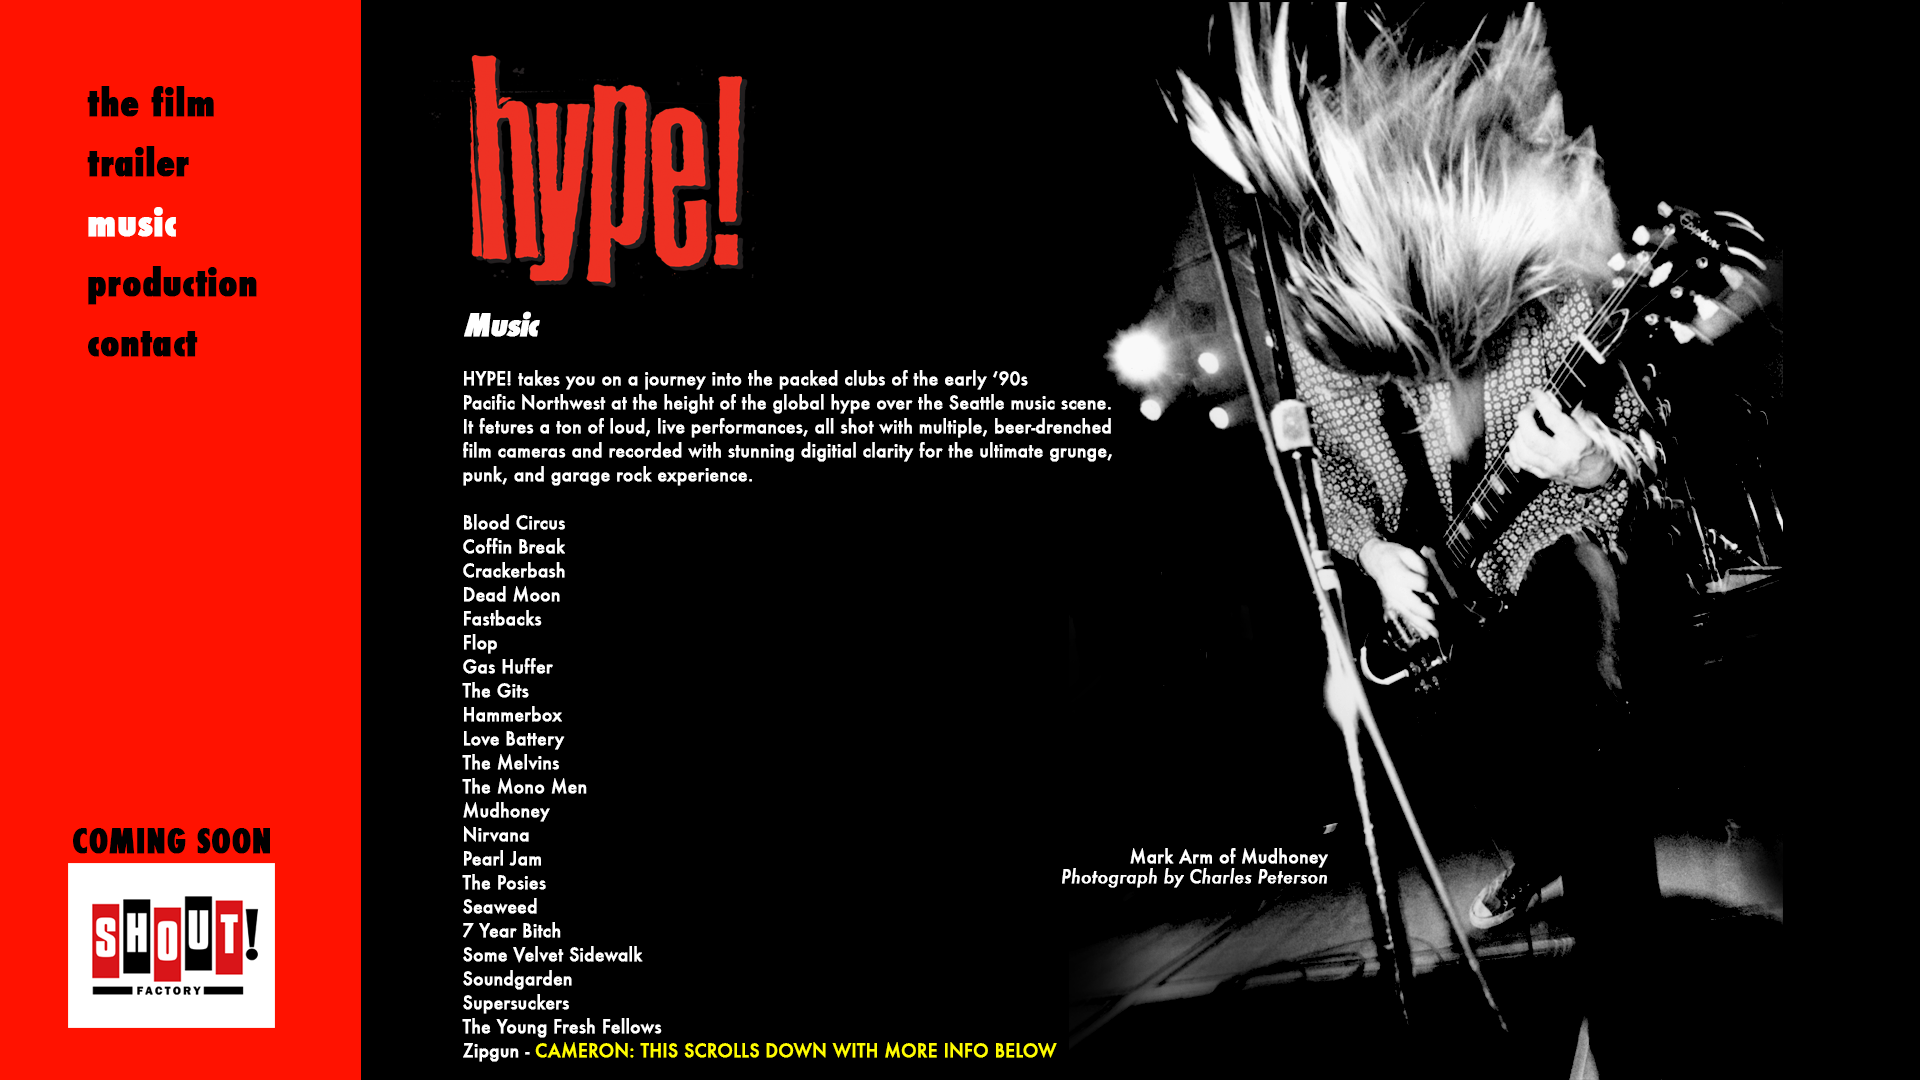 the film
trailer
music
production
contact
COMING SOON
SHOUT!
FACTORY
hype!
Music
HYPE! takes you on a journey into the packed clubs of the early ’90s
Pacific Northwest at the height of the global hype over the Seattle music scene.
It fetures a ton of loud, live performances, all shot with multiple, beer-drenched
film cameras and recorded with stunning digitial clarity for the ultimate grunge,
punk, and garage rock experience.
Blood Circus
Coffin Break
Crackerbash
Dead Moon
Fastbacks
Flop
Gas Huffer
The Gits
Hammerbox
Love Battery
The Melvins
The Mono Men
Mudhoney
Nirvana
Pearl Jam
The Posies
Seaweed
7 Year Bitch
Some Velvet Sidewalk
Soundgarden
Supersuckers
The Young Fresh Fellows
Zipgun - CAMERON: THIS SCROLLS DOWN WITH MORE INFO BELOW
Mark Arm of Mudhoney
Photograph by Charles Peterson
Epiphone